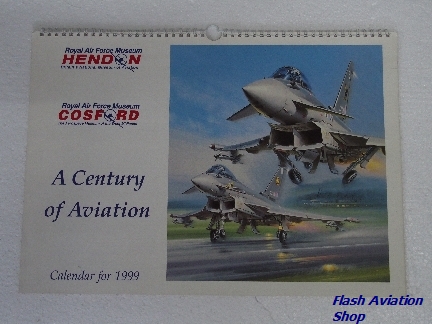 Royal Air Force Museum
HENDON
Royal Air Force Museum
COSFORD
A Century
of Aviation
Calendar for 1999
Flash Aviation
Shop